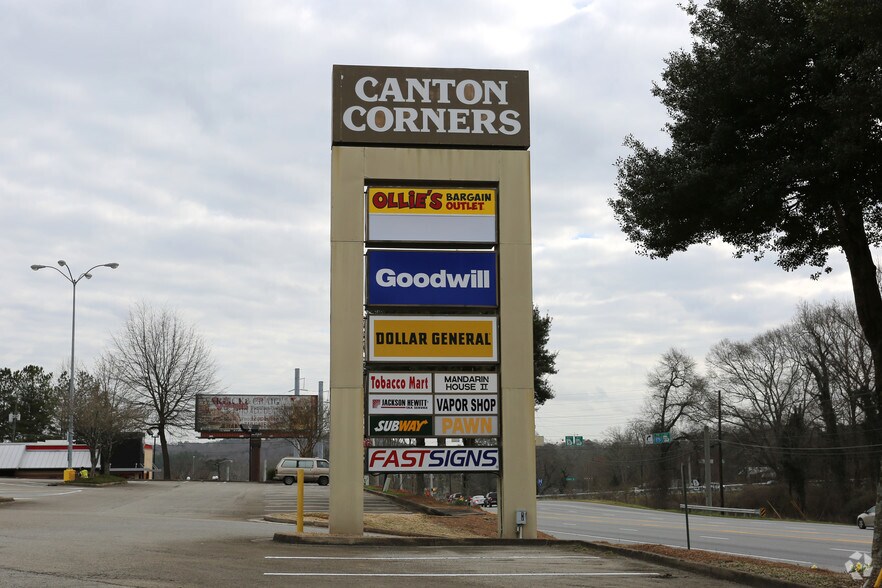 CANTON
CORNERS
OLLIE'S BARGAIN
OUTLET
Goodwill
DOLLAR GENERAL
Tobacco Mart
MANDARIN
HOUSE II
JACKSON HEWITT
VAPOR SHOP
SUBWAY
PAWN
FASTSIGNS